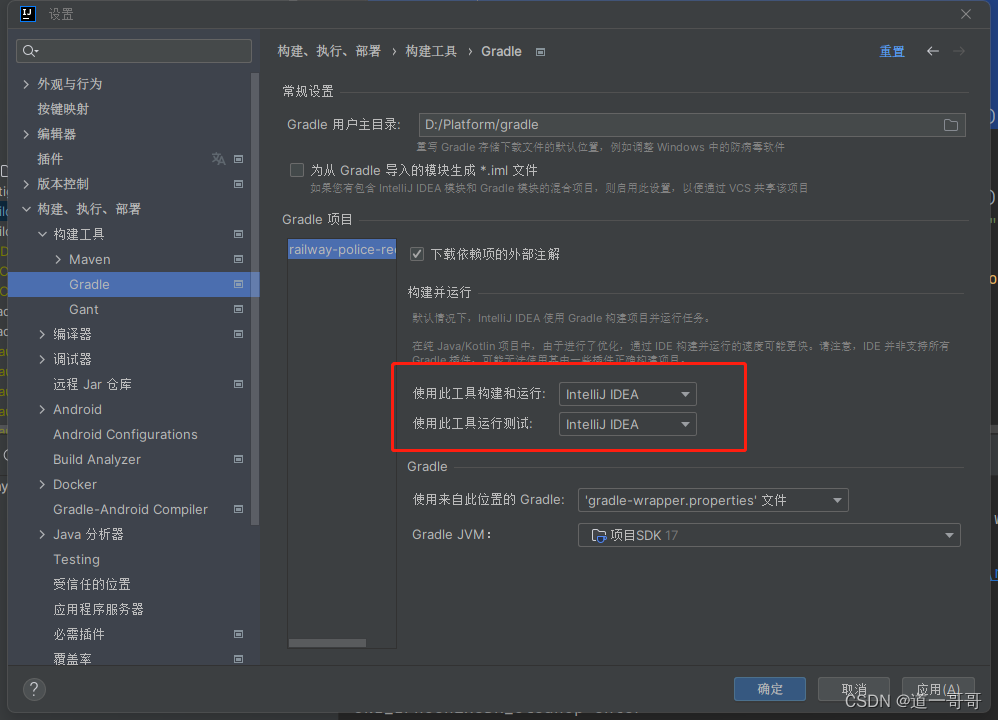 IJ 设置
构建、执行、部署 › 构建工具 › Gradle
重置
外观与行为
按键映射
编辑器
插件
版本控制
构建、执行、部署
构建工具
Maven
Gradle
Gant
编译器
调试器
远程 Jar 仓库
Android
Android Configurations
Build Analyzer
Docker
Gradle-Android Compiler
Java 分析器
Testing
受信任的位置
应用程序服务器
必需插件
覆盖率
常规设置
Gradle 用户主目录: D:/Platform/gradle
重写 Gradle 存储下载文件的默认位置，例如调整 Windows 中的防病毒软件
为从 Gradle 导入的模块生成 *.iml 文件
如果您有包含 IntelliJ IDEA 模块和 Gradle 模块的混合项目，则启用此设置，以便通过 VCS 共享该项目
Gradle 项目
railway-police-re
下载依赖项的外部注解
构建并运行
默认情况下，IntelliJ IDEA 使用 Gradle 构建项目并运行任务。
在纯 Java/Kotlin 项目中，由于进行了优化，通过 IDE 构建并运行的速度可能更快。请注意，IDE 并非支持所有
Gradle 插件，可能无法使用其中一些插件正确构建项目。
使用此工具构建和运行: IntelliJ IDEA
使用此工具运行测试: IntelliJ IDEA
Gradle
使用来自此位置的 Gradle: 'gradle-wrapper.properties' 文件
Gradle JVM: 项目SDK 17
?
确定
取消
应用(A)
CSDN @道一哥哥